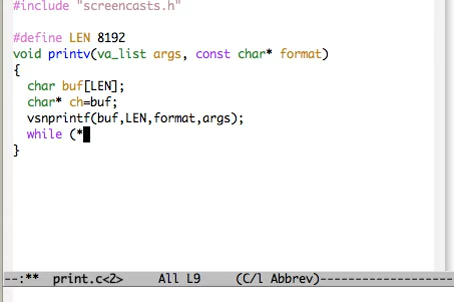 #include "screencasts.h"
#define LEN 8192
void printv(va_list args, const char* format)
{
char buf[LEN];
char* ch=buf;
vsnprintf(buf,LEN,format,args);
while (*
}
--:** print.c<2> All L9 (C/l Abbrev)------------------